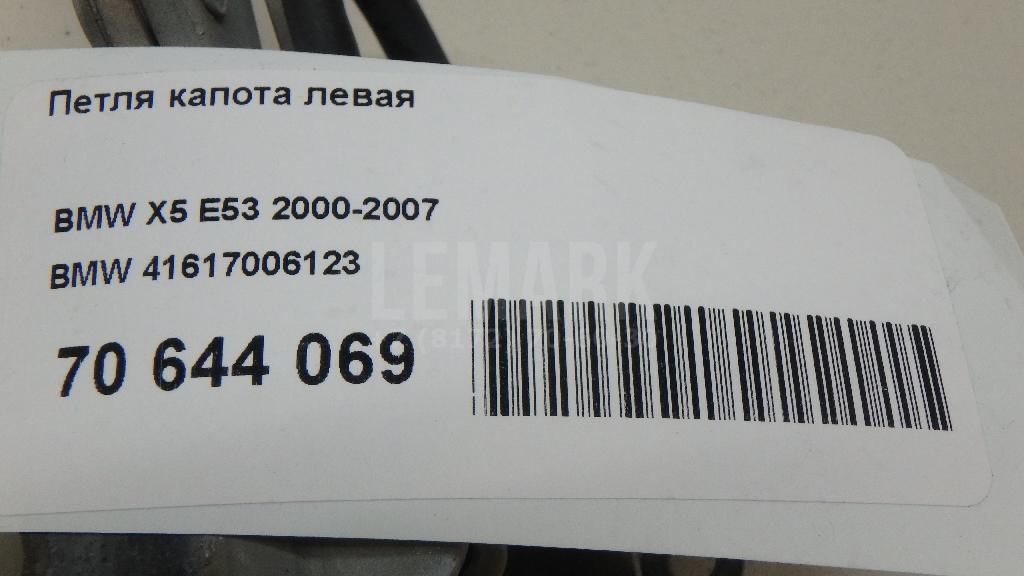 Петля капота левая
BMW X5 E53 2000-2007
BMW 41617006123
LEMARK
70 644 069